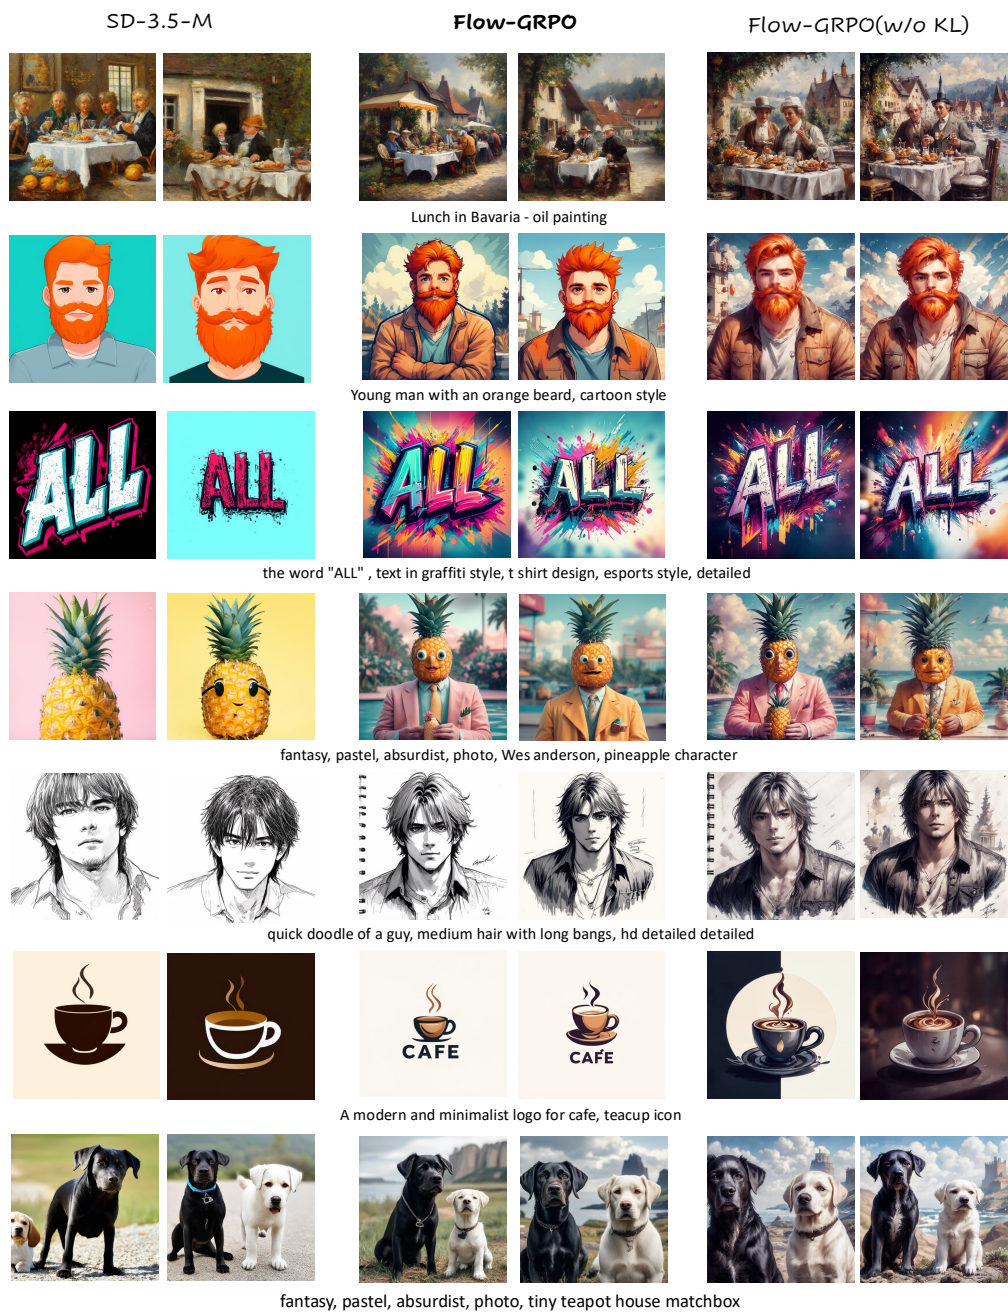 SD-3.5-M
Flow-GRPO
Flow-GRPO(w/o KL)
Lunch in Bavaria - oil painting
Young man with an orange beard, cartoon style
ALL
ALL
ALL
ALL
ALL
ALL
the word "ALL" , text in graffiti style, t shirt design, esports style, detailed
fantasy, pastel, absurdist, photo, Wes anderson, pineapple character
quick doodle of a guy, medium hair with long bangs, hd detailed detailed
CAFE
CAFE
A modern and minimalist logo for cafe, teacup icon
fantasy, pastel, absurdist, photo, tiny teapot house matchbox